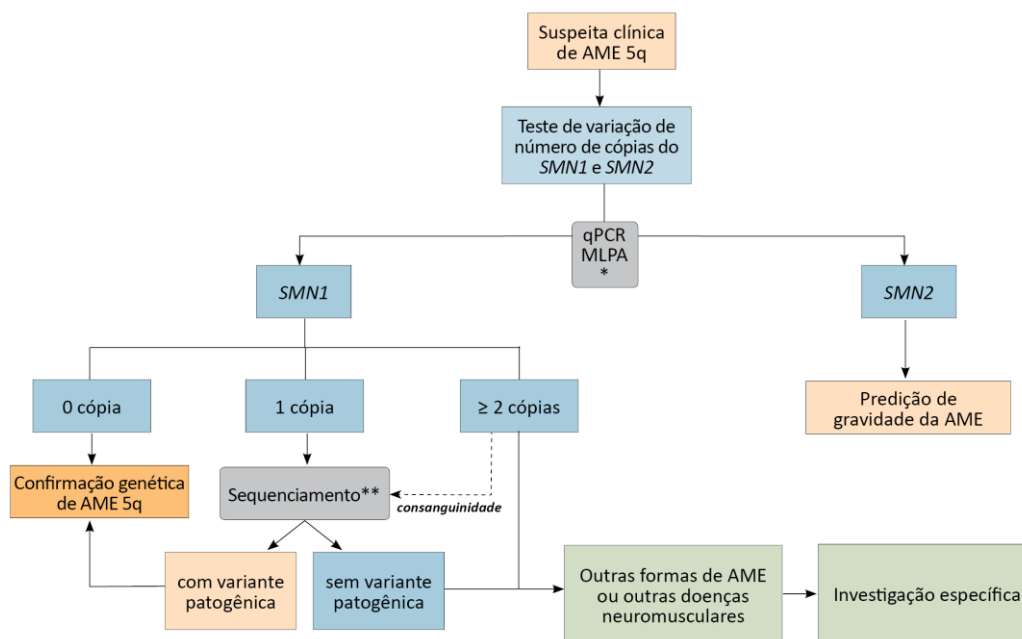 Suspeita clínica
de AME 5q
Teste de variação de
número de cópias do
SMN1 e SMN2
qPCR
MLPA
*
SMN1
SMN2
0 cópia
1 cópia
≥ 2 cópias
Predição de
gravidade da AME
Confirmação genética
de AME 5q
Sequenciamento**
consanguinidade
com variante
patogênica
sem variante
patogênica
Outras formas de AME
ou outras doenças
neuromusculares
Investigação específica